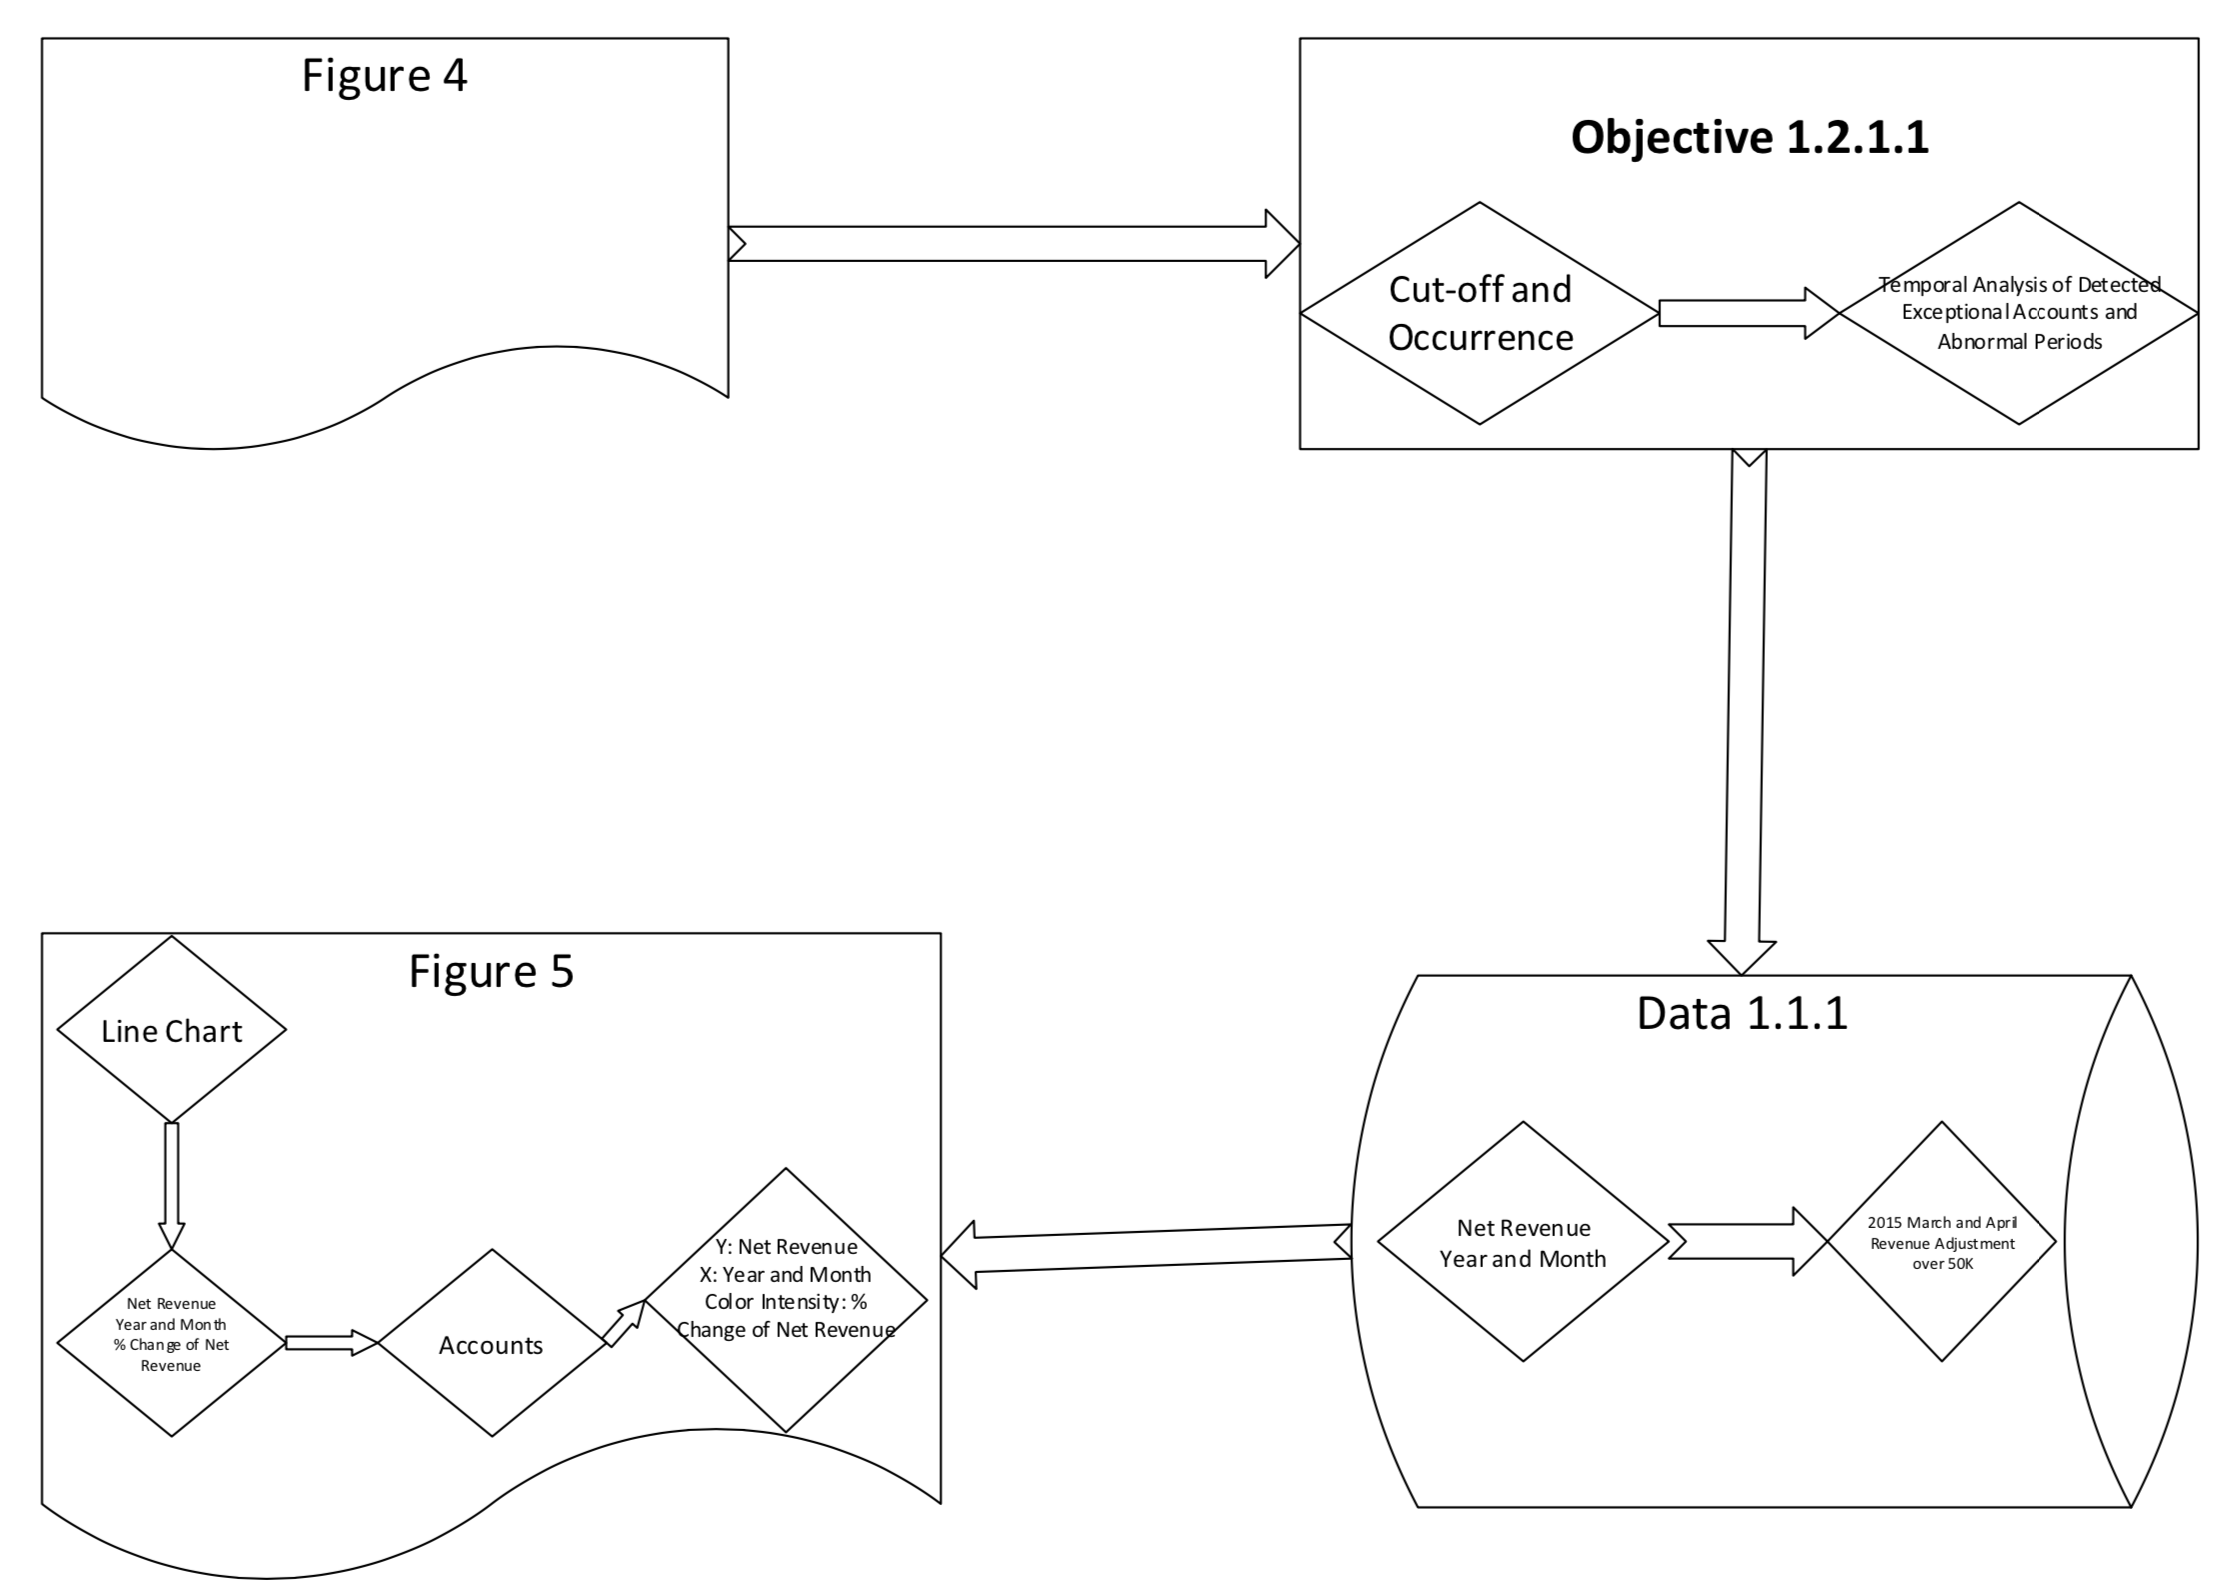 Figure 4
Objective 1.2.1.1
Cut-off and
Occurrence
Temporal Analysis of Detected
Exceptional Accounts and
Abnormal Periods
Figure 5
Line Chart
Net Revenue
Year and Month
% Change of Net
Revenue
Accounts
Y: Net Revenue
X: Year and Month
Color Intensity: %
Change of Net Revenue
Data 1.1.1
Net Revenue
Year and Month
2015 March and April
Revenue Adjustment
over 50K